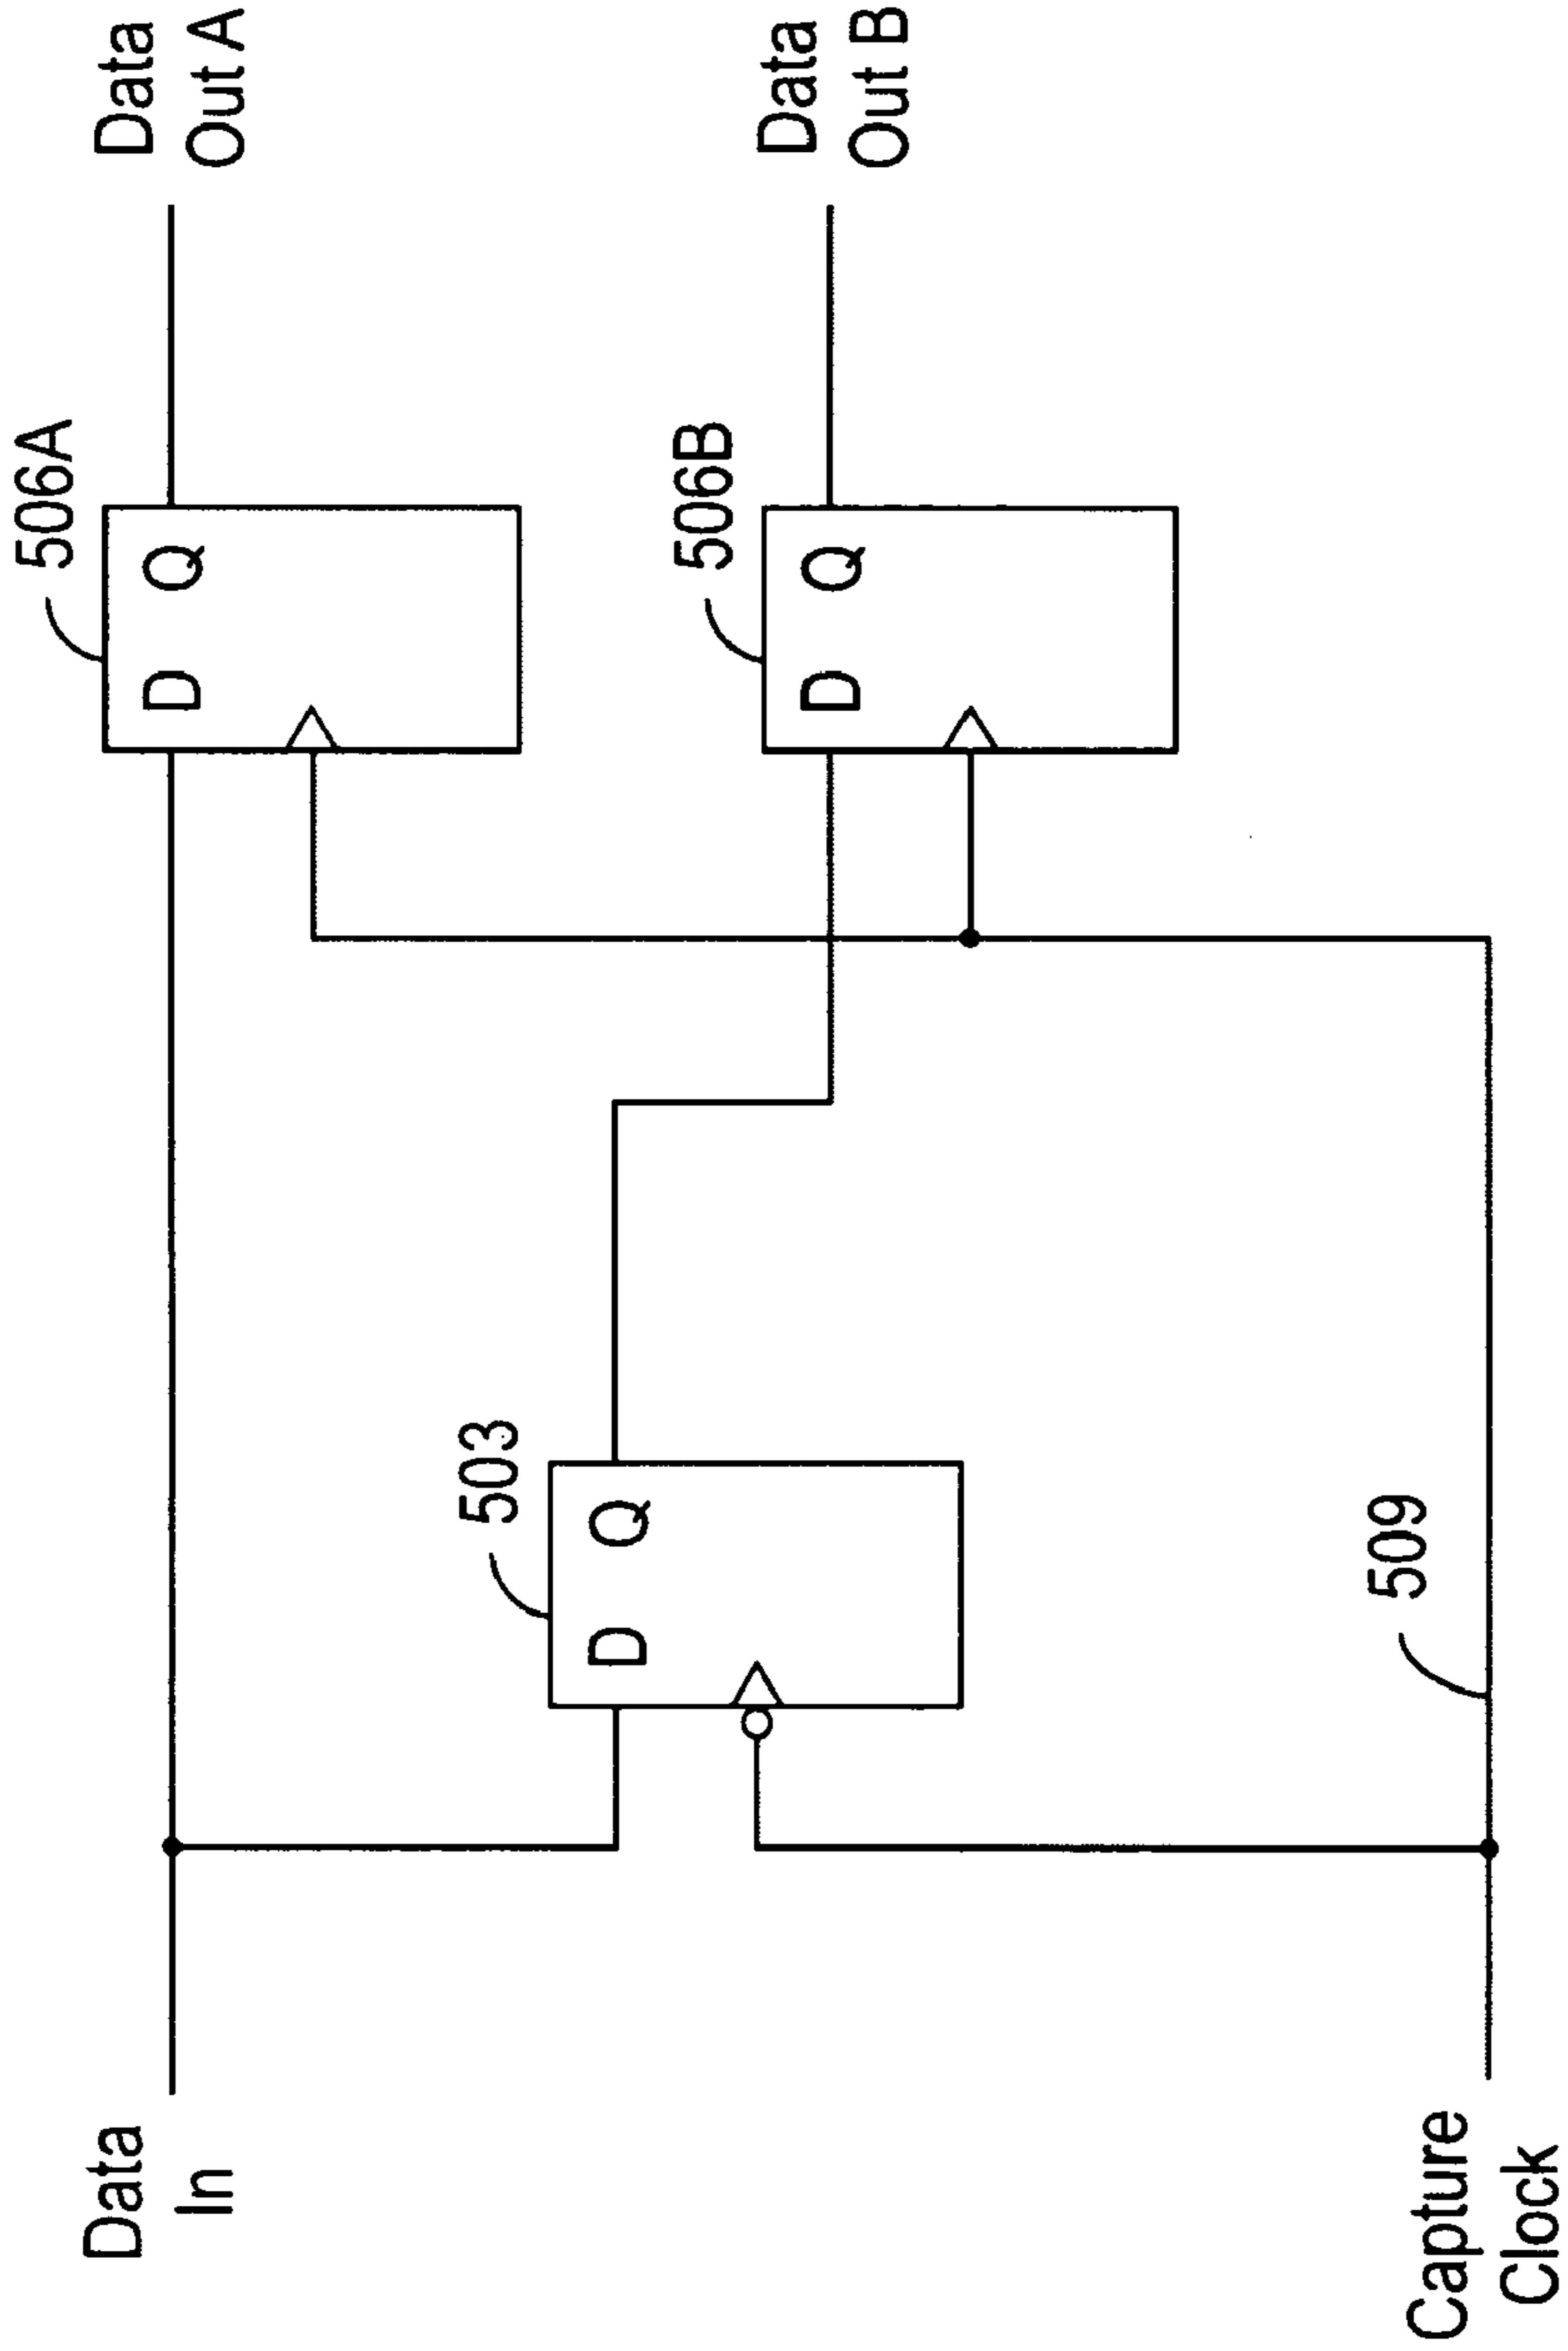 Data
In
Capture
Clock
503
D Q
509
506A
D Q
506B
D Q
Data
Out A
Data
Out B